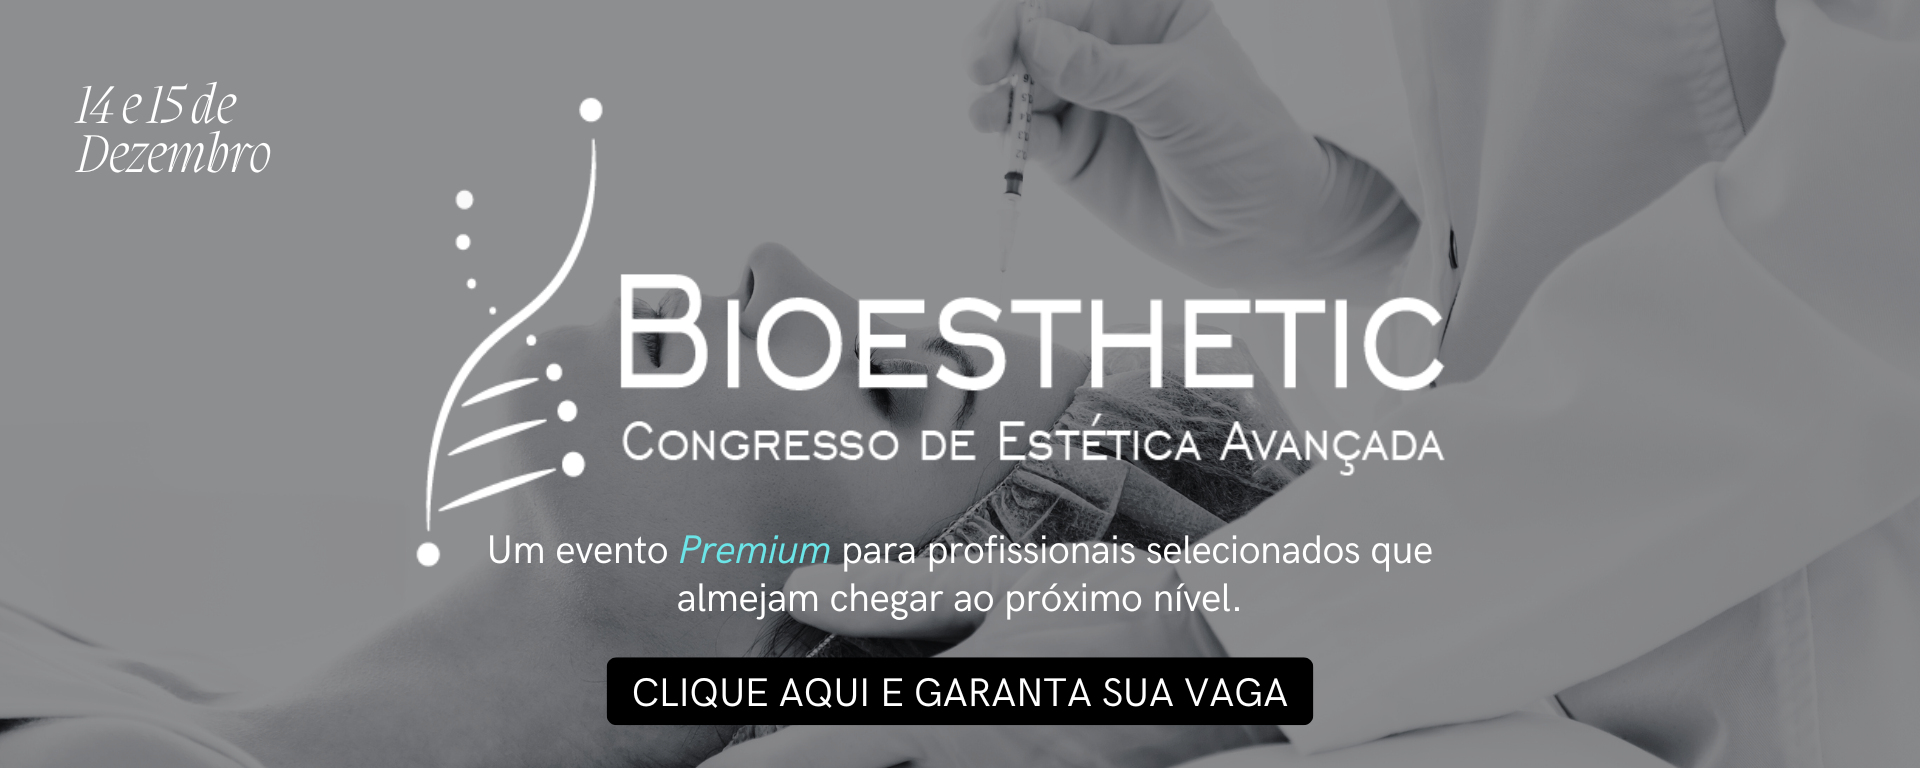 14 e 15 de
Dezembro
BIOESTHETIC
CONGRESSO DE ESTÉTICA AVANÇADA
Um evento Premium para profissionais selecionados que
almejam chegar ao próximo nível.
CLIQUE AQUI E GARANTA SUA VAGA